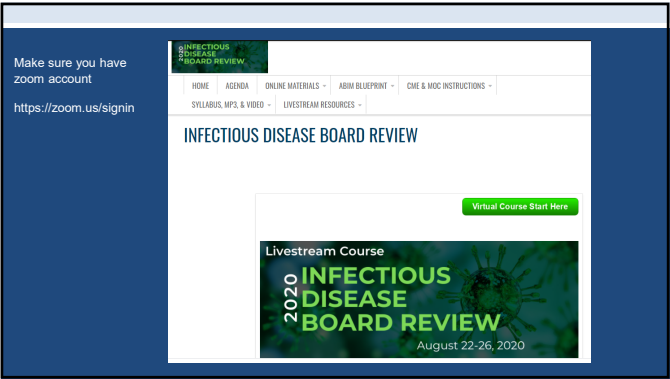 Make sure you have
zoom account
https://zoom.us/signin
2020 INFECTIOUS
DISEASE
BOARD REVIEW
HOME AGENDA ONLINE MATERIALS ABIM BLUEPRINT CME & MOC INSTRUCTIONS
SYLLABUS, MP3, & VIDEO LIVESTREAM RESOURCES
INFECTIOUS DISEASE BOARD REVIEW
Virtual Course Start Here
Livestream Course
2020 INFECTIOUS
DISEASE
BOARD REVIEW
August 22-26, 2020